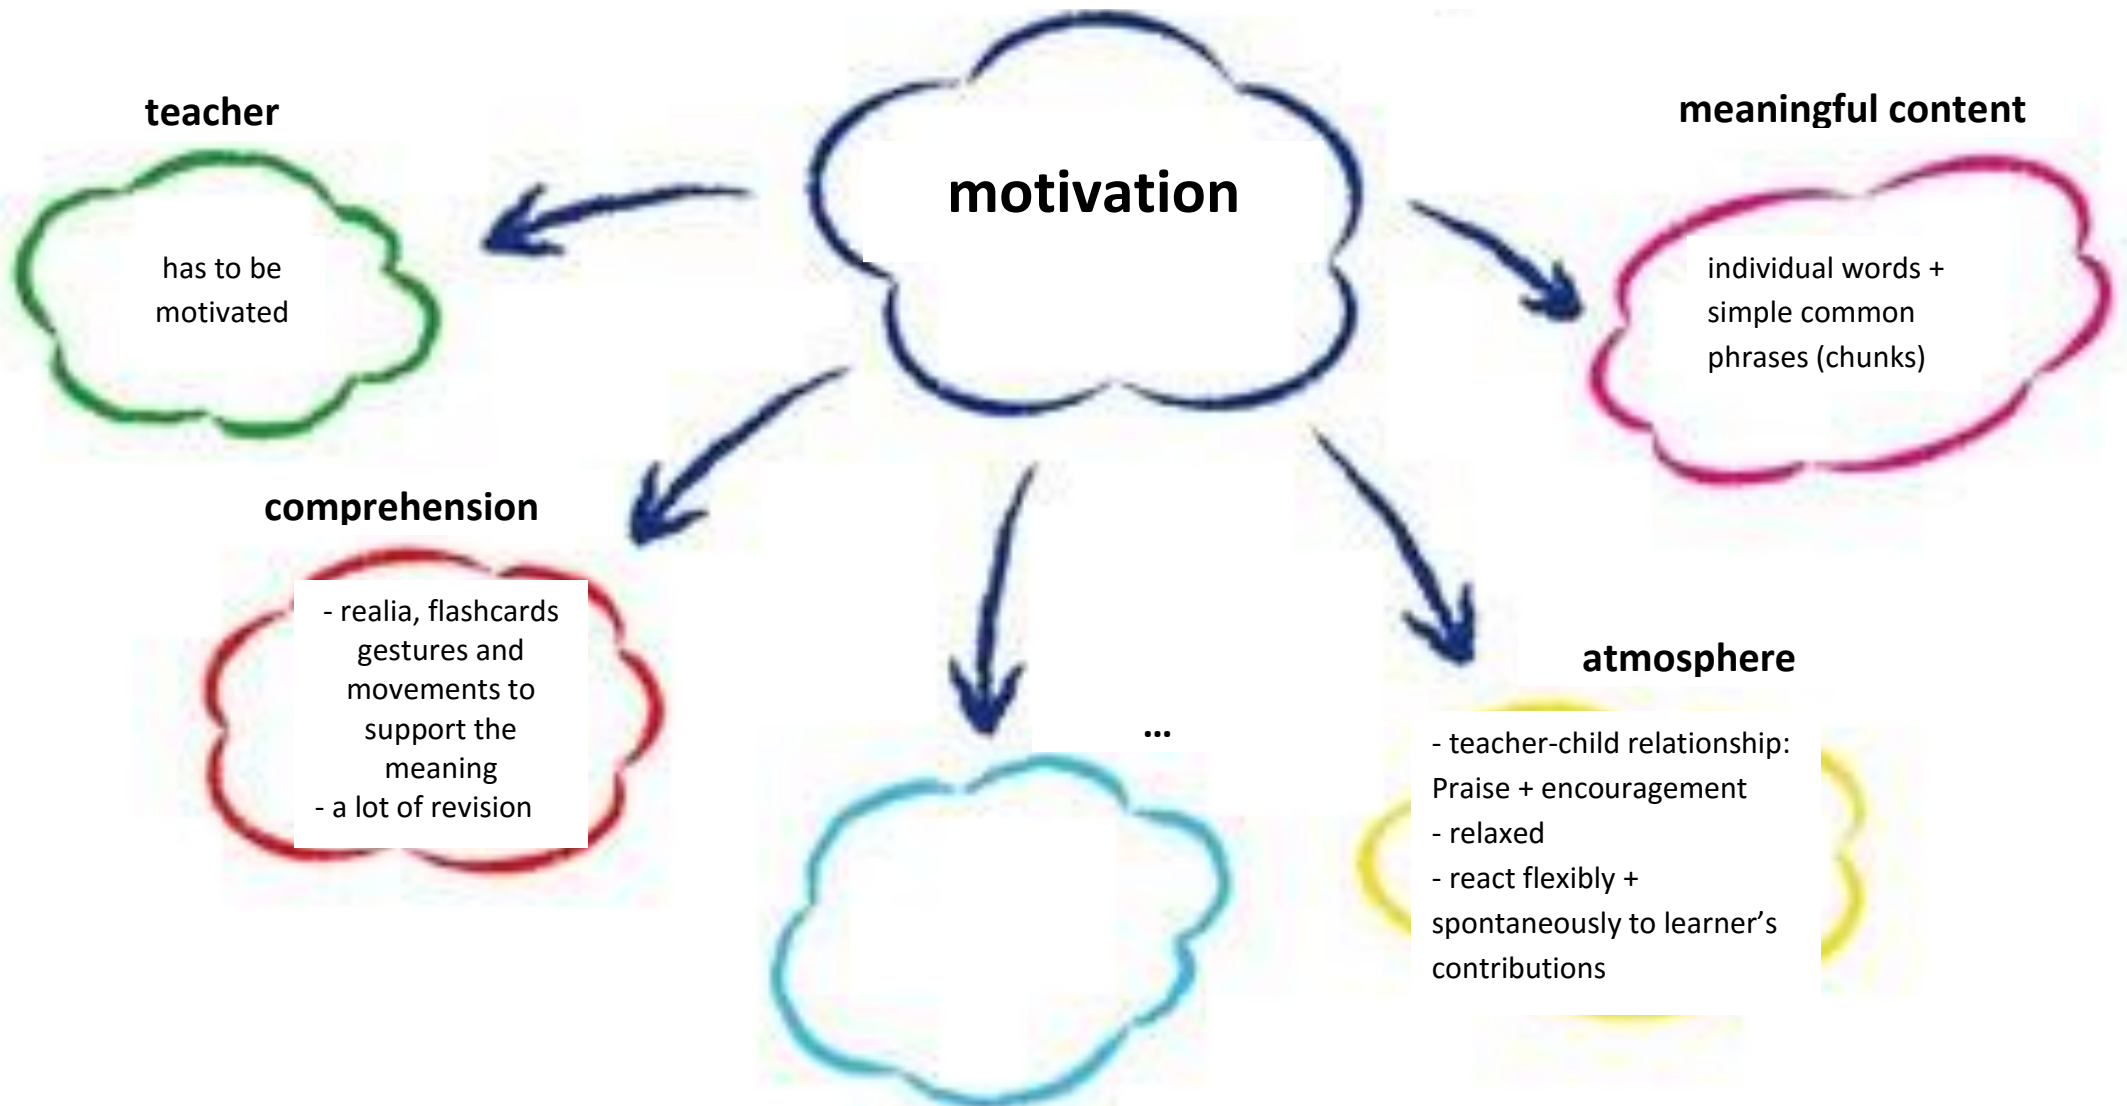 motivation
teacher
has to be
motivated
meaningful content
individual words +
simple common
phrases (chunks)
comprehension
- realia, flashcards
gestures and
movements to
support the
meaning
- a lot of revision
...
atmosphere
- teacher-child relationship:
Praise + encouragement
- relaxed
- react flexibly +
spontaneously to learner’s
contributions